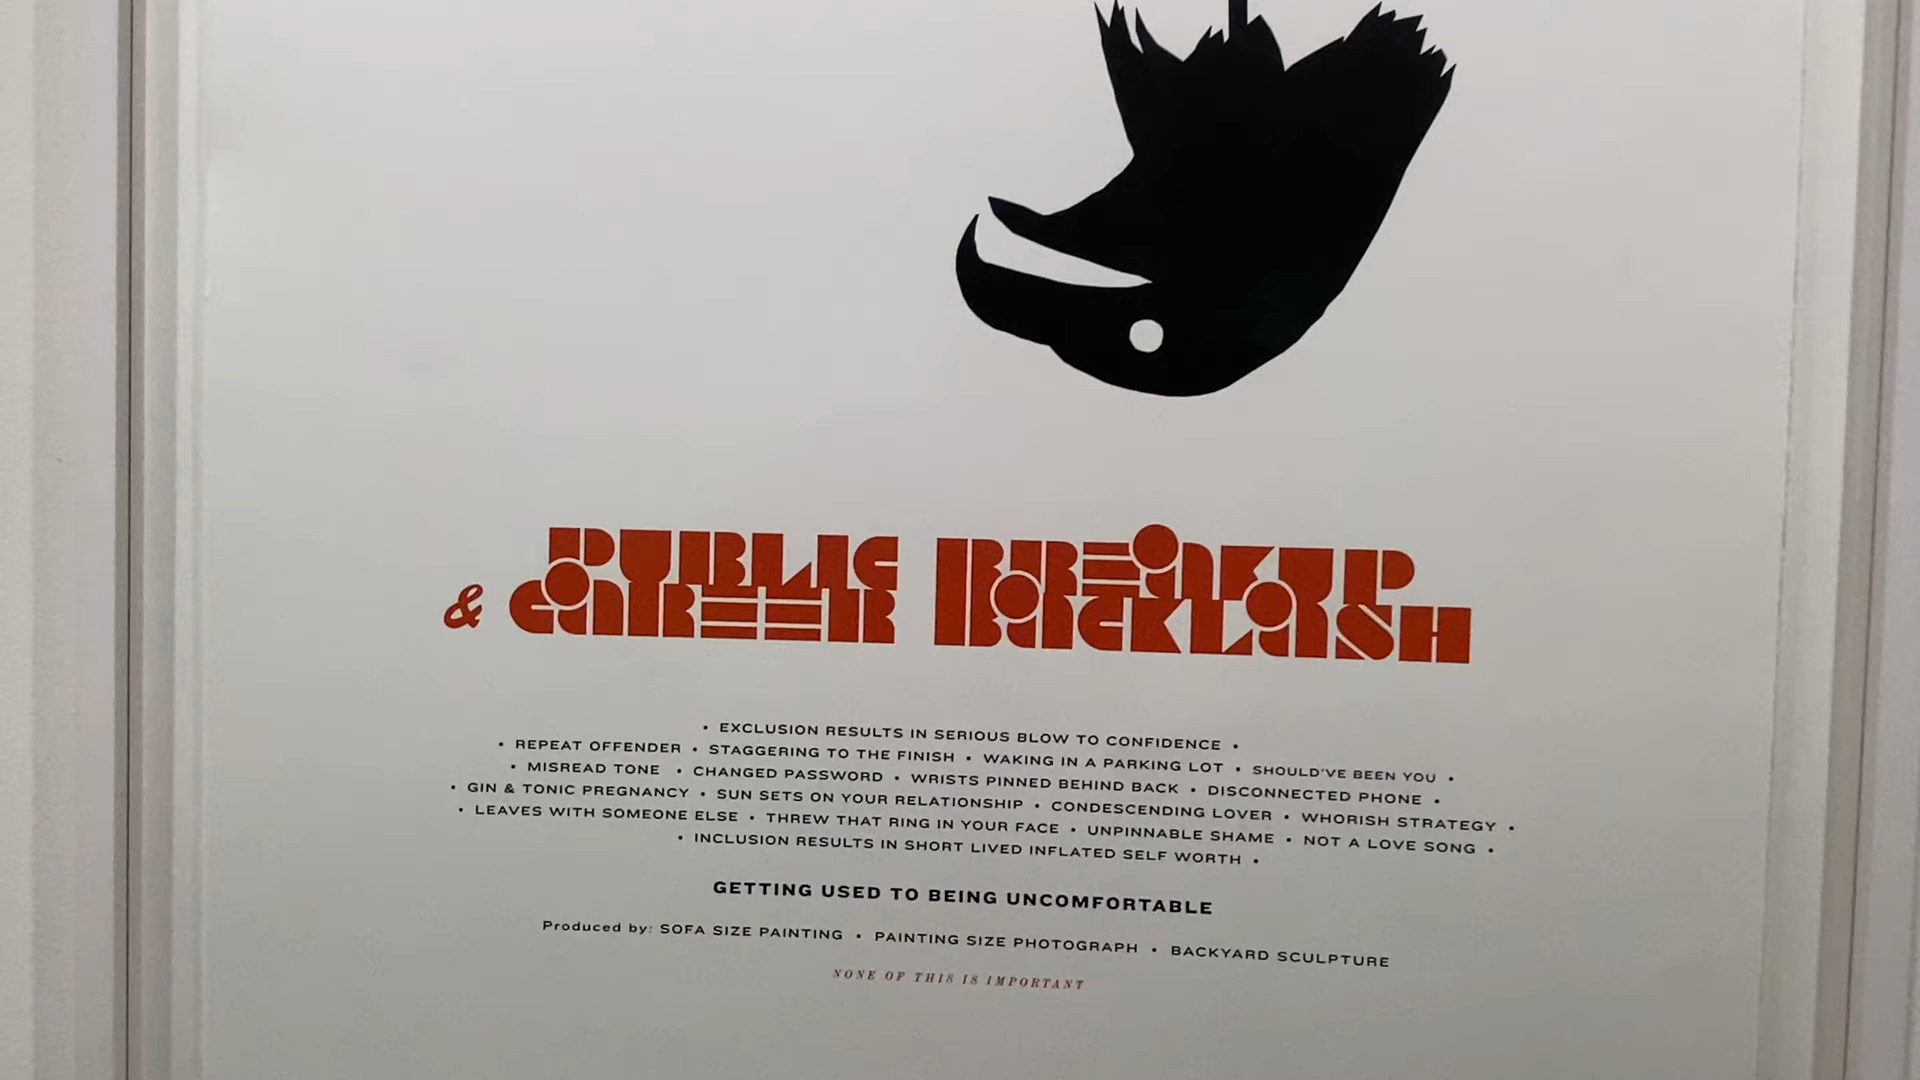 PUBLIC BREAKUP
& CAREER BACKLASH
• EXCLUSION RESULTS IN SERIOUS BLOW TO CONFIDENCE •
• REPEAT OFFENDER • STAGGERING TO THE FINISH • WAKING IN A PARKING LOT • SHOULD'VE BEEN YOU •
• MISREAD TONE • CHANGED PASSWORD • WRISTS PINNED BEHIND BACK • DISCONNECTED PHONE •
• GIN & TONIC PREGNANCY • SUN SETS ON YOUR RELATIONSHIP • CONDESCENDING LOVER • WHORISH STRATEGY •
• LEAVES WITH SOMEONE ELSE • THREW THAT RING IN YOUR FACE • UNPINNABLE SHAME • NOT A LOVE SONG •
• INCLUSION RESULTS IN SHORT LIVED INFLATED SELF WORTH •
GETTING USED TO BEING UNCOMFORTABLE
Produced by: SOFA SIZE PAINTING • PAINTING SIZE PHOTOGRAPH • BACKYARD SCULPTURE
NONE OF THIS IS IMPORTANT